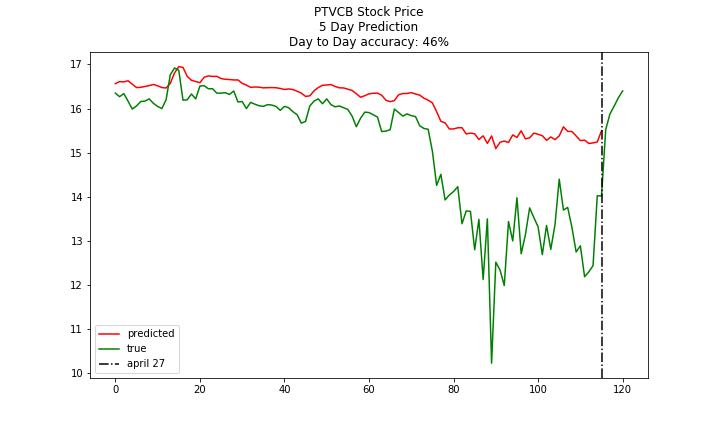 PTVCB Stock Price
5 Day Prediction
Day to Day accuracy: 46%
17
16
15
14
13
12
11
10
predicted
true
april 27
0 20 40 60 80 100 120